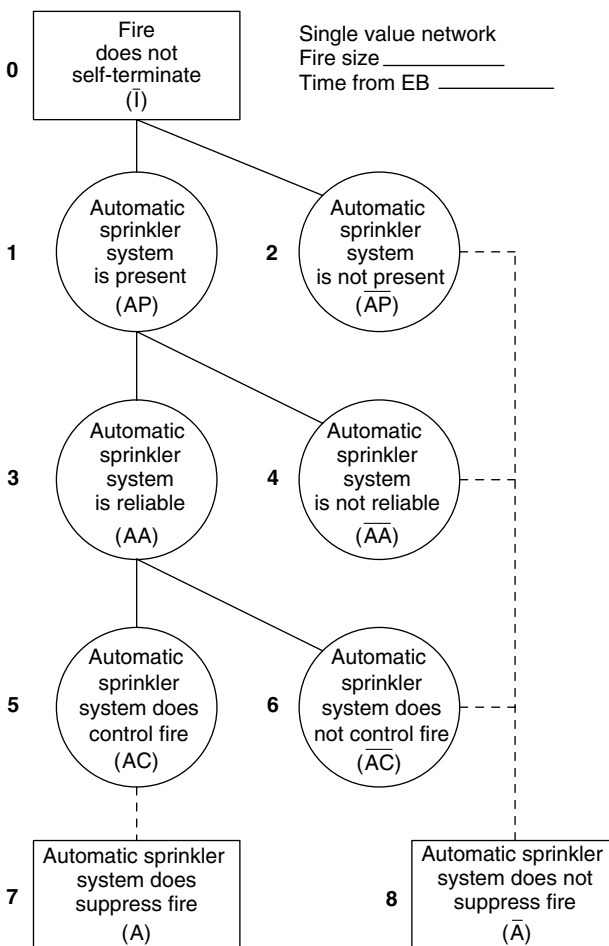 Fire
does not
self-terminate
(Ī)
0
Single value network
Fire size ___________
Time from EB ___________
1
Automatic
sprinkler
system
is present
(AP)
2
Automatic
sprinkler
system
is not present
(A̅P̅)
3
Automatic
sprinkler
system
is reliable
(AA)
4
Automatic
sprinkler
system
is not reliable
(A̅A̅)
5
Automatic
sprinkler
system does
control fire
(AC)
6
Automatic
sprinkler
system does
not control fire
(A̅C̅)
7
Automatic sprinkler
system does
suppress fire
(A)
8
Automatic sprinkler
system does not
suppress fire
(A̅)